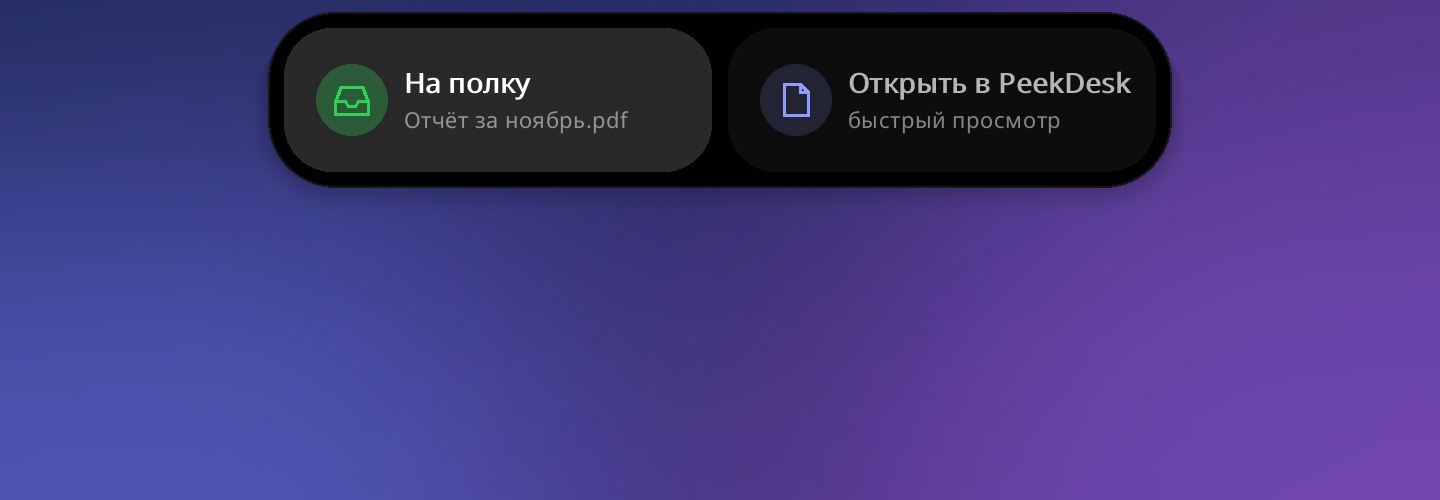 На полку
Отчёт за ноябрь.pdf
Открыть в PeekDesk
быстрый просмотр